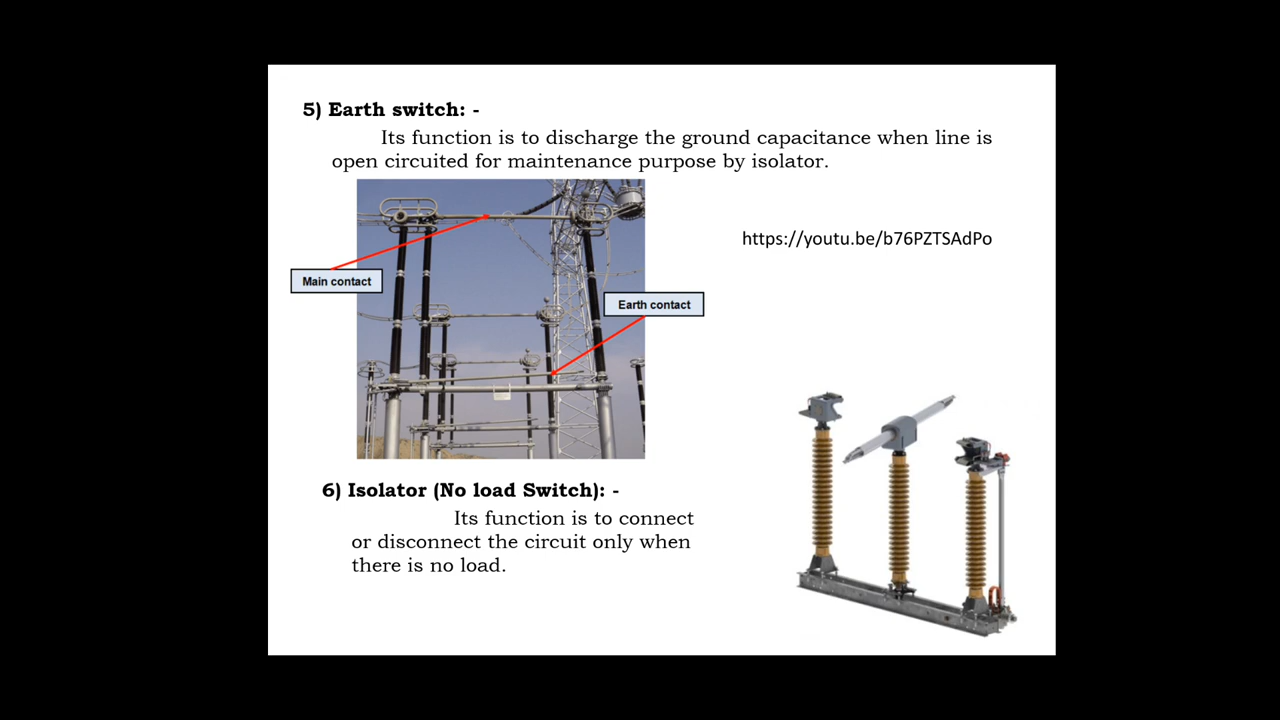 5) Earth switch: -
Its function is to discharge the ground capacitance when line is
open circuited for maintenance purpose by isolator.
https://youtu.be/b76PZTSAdPo
Main contact
Earth contact
6) Isolator (No load Switch): -
Its function is to connect
or disconnect the circuit only when
there is no load.